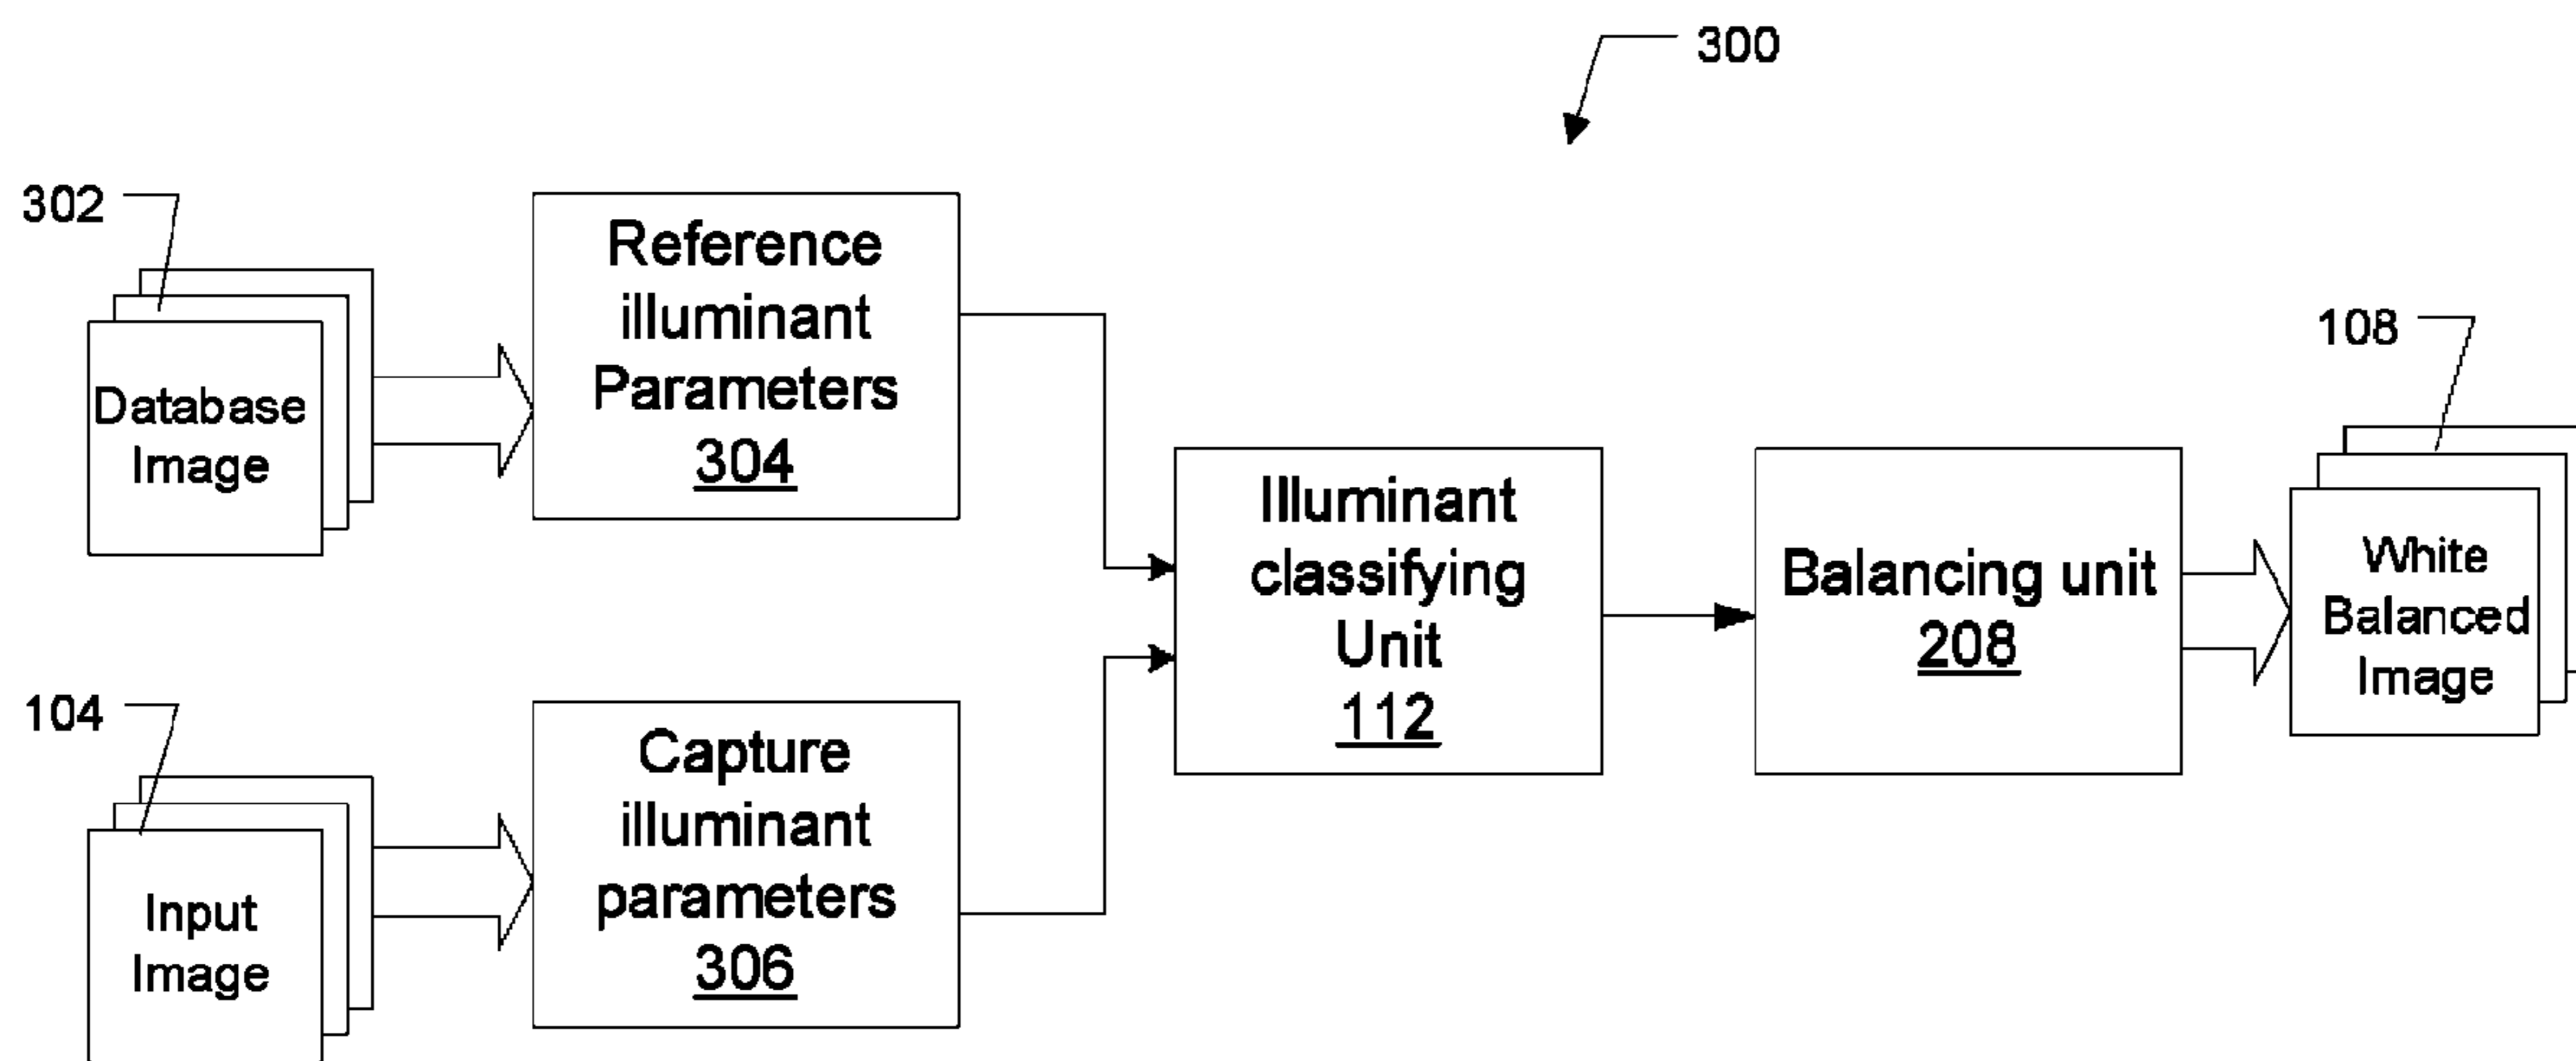 300
302
Database
Image
Reference
illuminant
Parameters
304
104
Input
Image
Capture
illuminant
parameters
306
Illuminant
classifying
Unit
112
Balancing unit
208
108
White
Balanced
Image